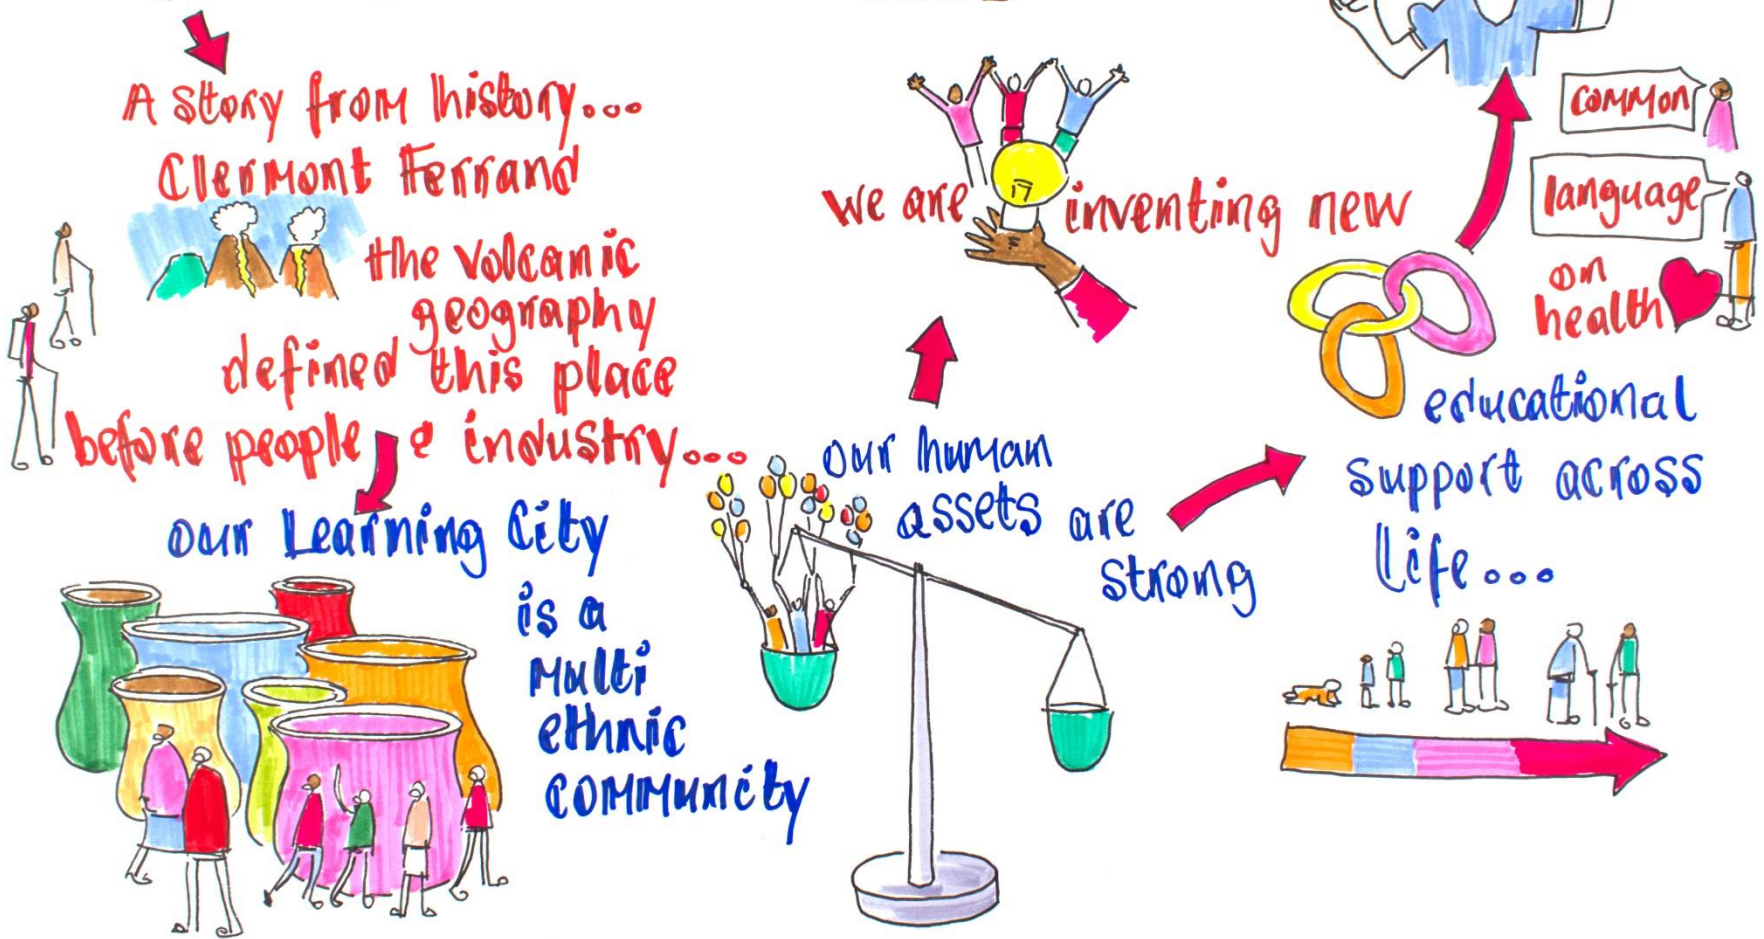 A story from history...
Clermont Ferrand
the volcanic
geography
defined this place
before people & industry...
our Learning City
is a
multi
ethnic
community
our human
assets are
strong
we are inventing new
educational
support across
Life...
common
language
on
health